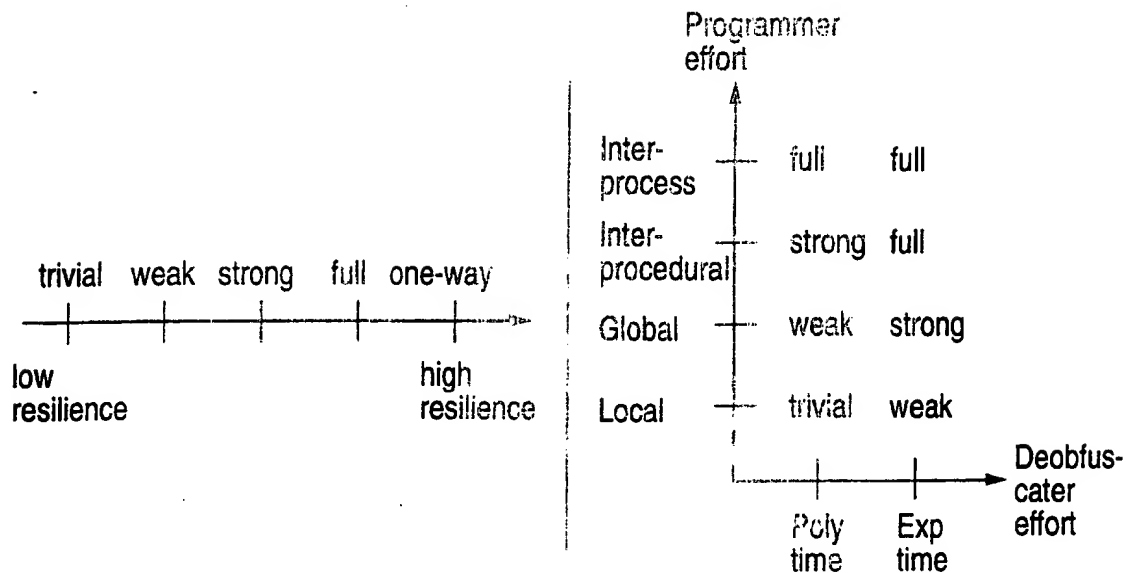 trivial weak strong full one-way
low
resilience
high
resilience
Programmer
effort
Inter-
process
full full
Inter-
procedural
strong full
Global
weak strong
Local
trivial weak
Deobfus-
cater
effort
Poly
time
Exp
time